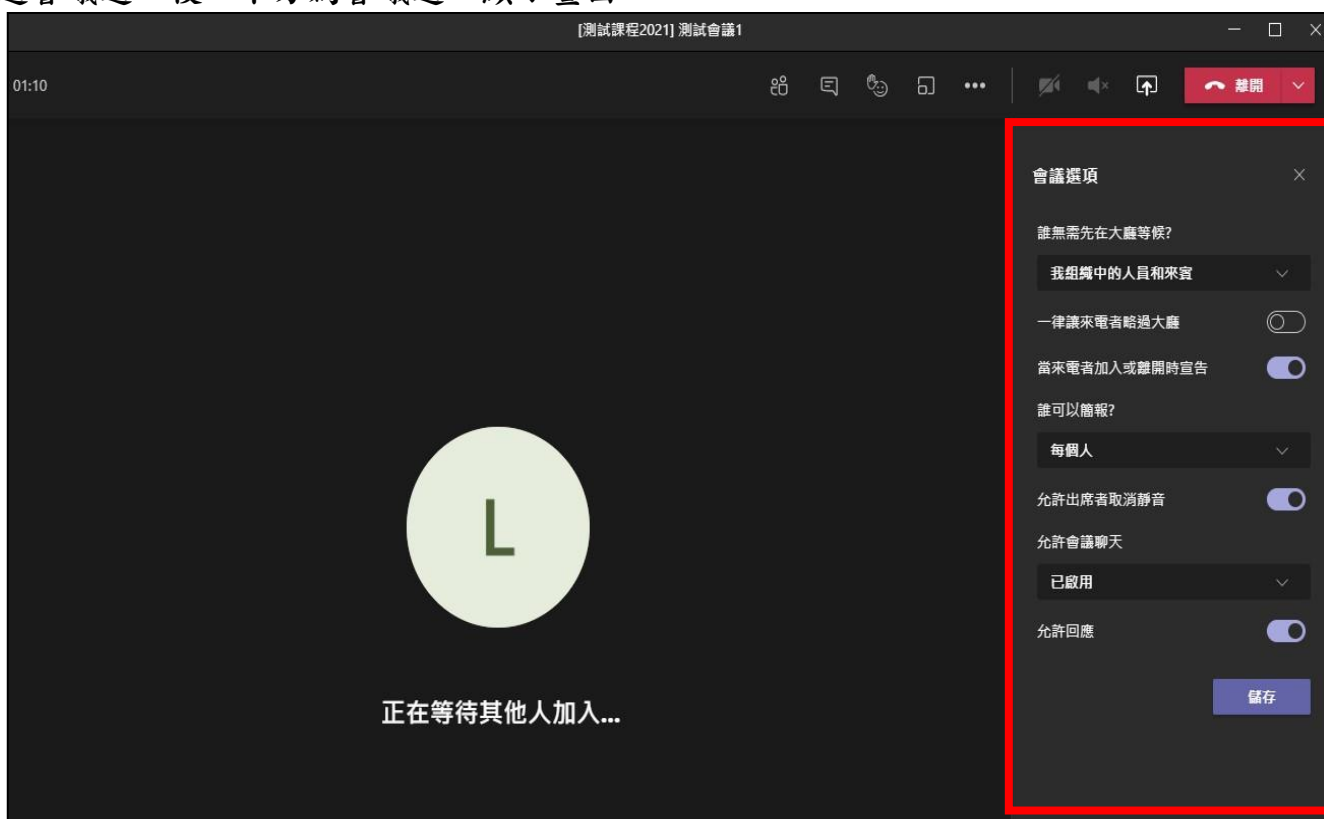 [測試課程2021] 測試會議1
01:10
離開
會議選項
誰無需先在大廳等候?
我組織中的人員和來賓
一律讓來電者略過大廳
當來電者加入或離開時宣告
誰可以簡報?
每個人
允許出席者取消靜音
允許會議聊天
已啟用
允許回應
儲存
L
正在等待其他人加入...